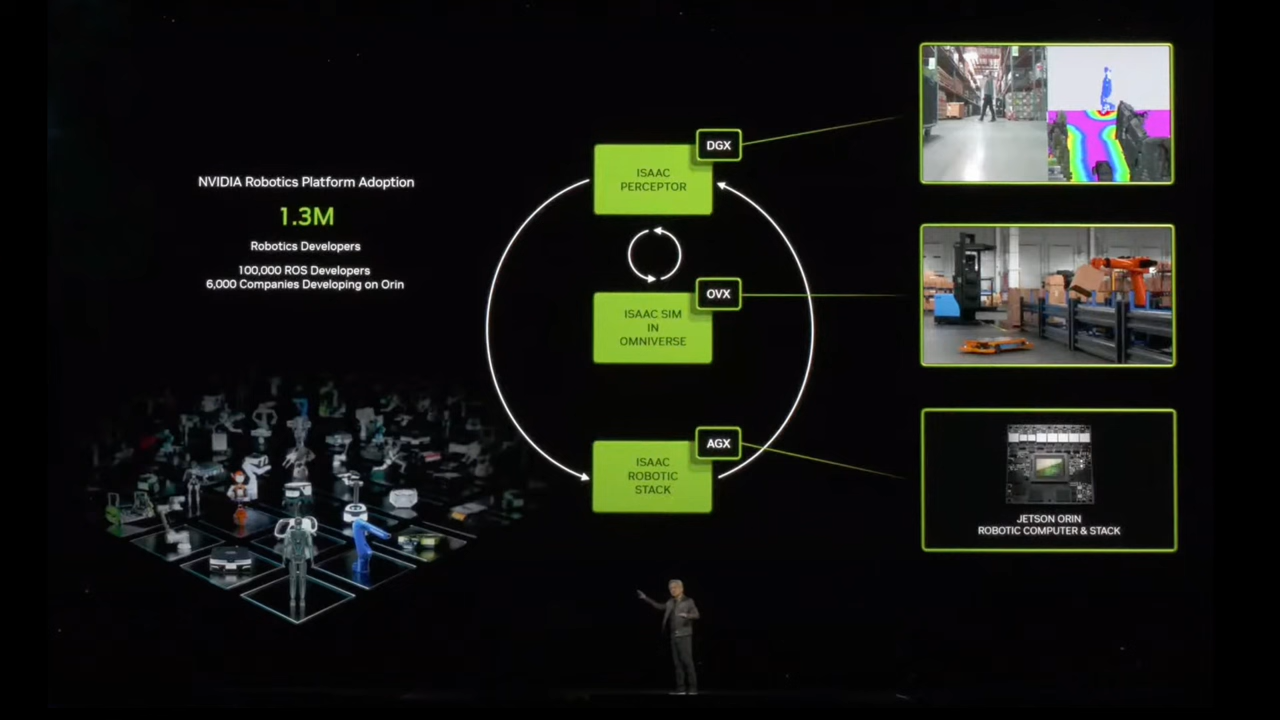 NVIDIA Robotics Platform Adoption
1.3M
Robotics Developers
100,000 ROS Developers
6,000 Companies Developing on Orin
DGX
ISAAC
PERCEPTOR
OVX
ISAAC SIM
IN
OMNIVERSE
AGX
ISAAC
ROBOTIC
STACK
JETSON ORIN
ROBOTIC COMPUTER & STACK